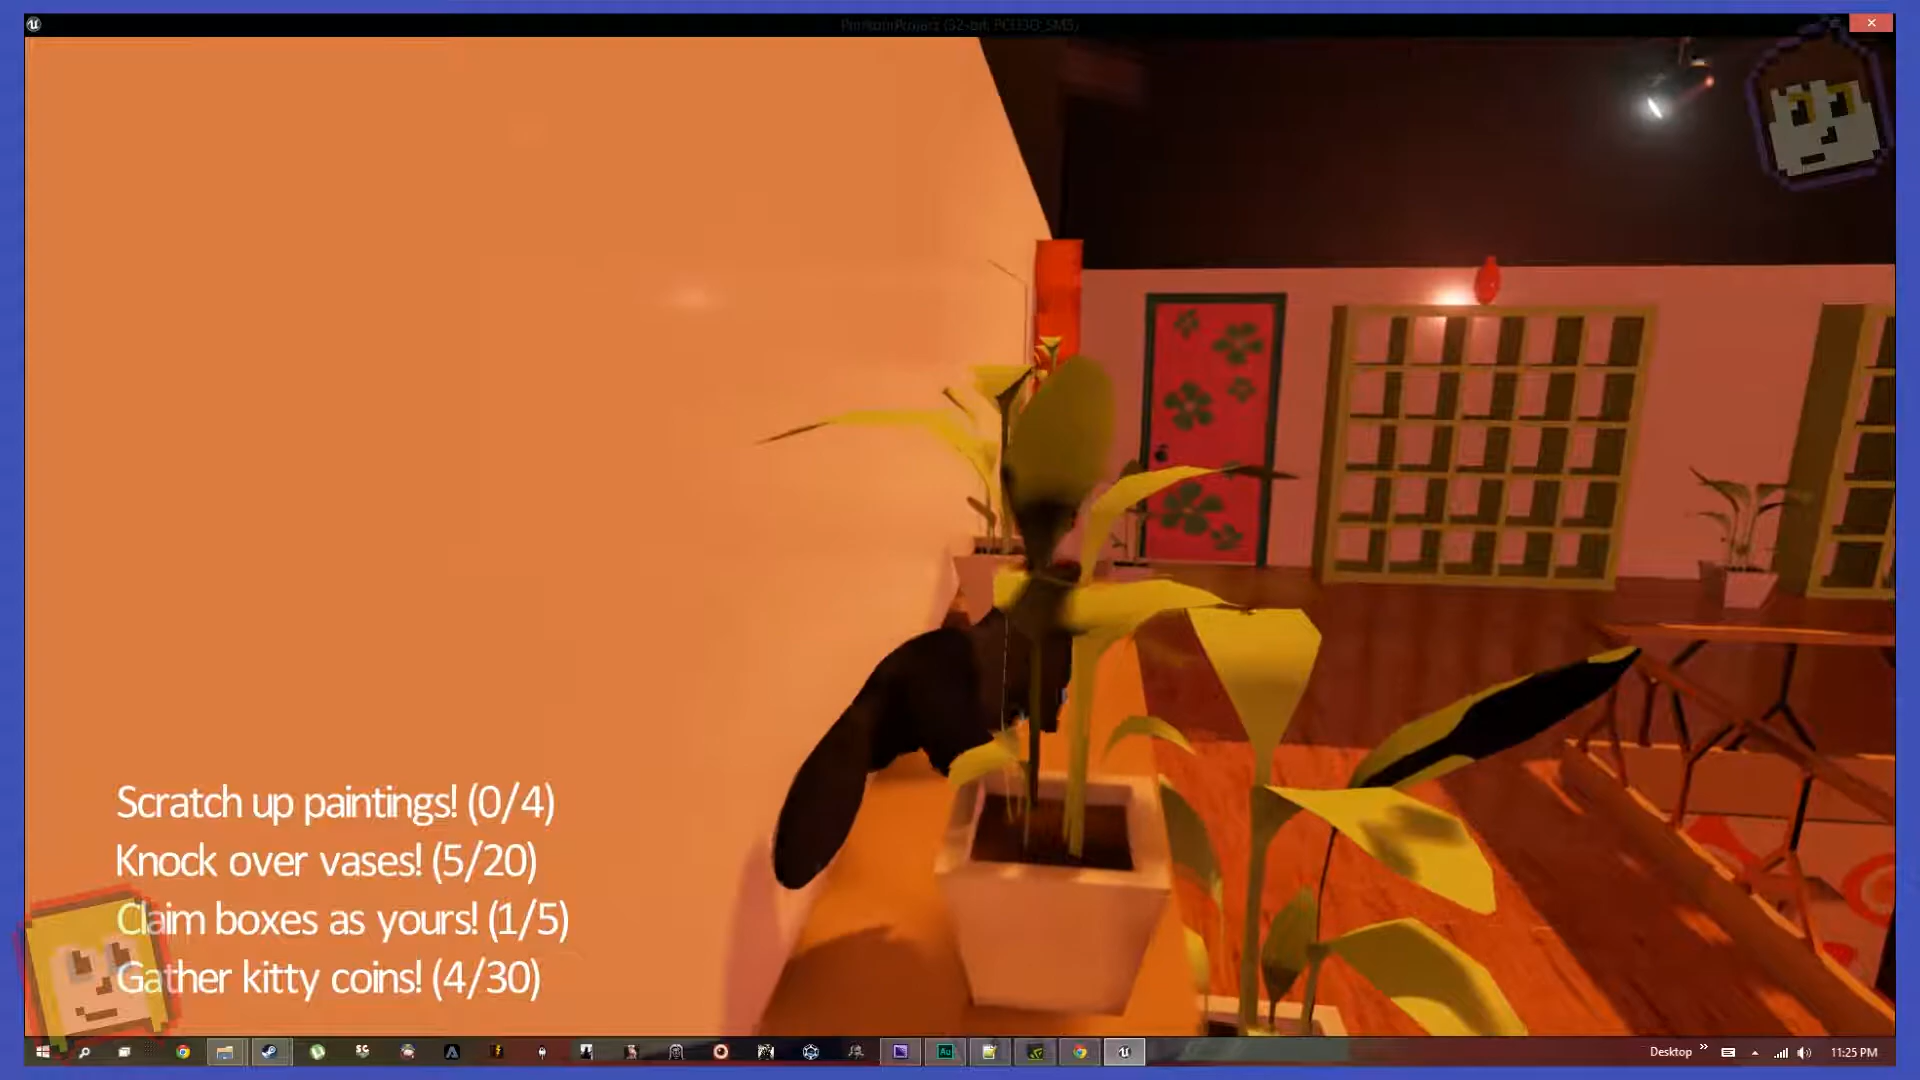 Scratch up paintings! (0/4)
Knock over vases! (5/20)
Claim boxes as yours! (1/5)
Gather kitty coins! (4/30)
Au
Desktop
11:25 PM